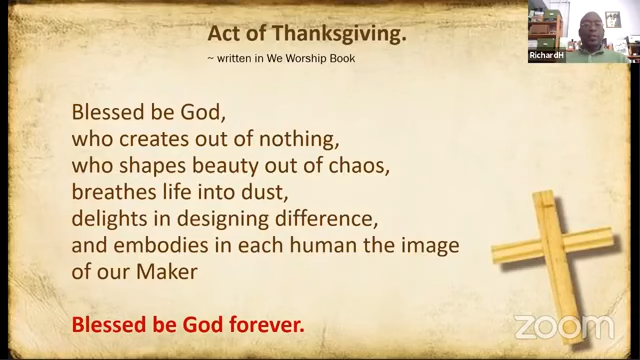 Act of Thanksgiving.
~ written in We Worship Book
RichardH
Blessed be God,
who creates out of nothing,
who shapes beauty out of chaos,
breathes life into dust,
delights in designing difference,
and embodies in each human the image
of our Maker
Blessed be God forever.
zoom